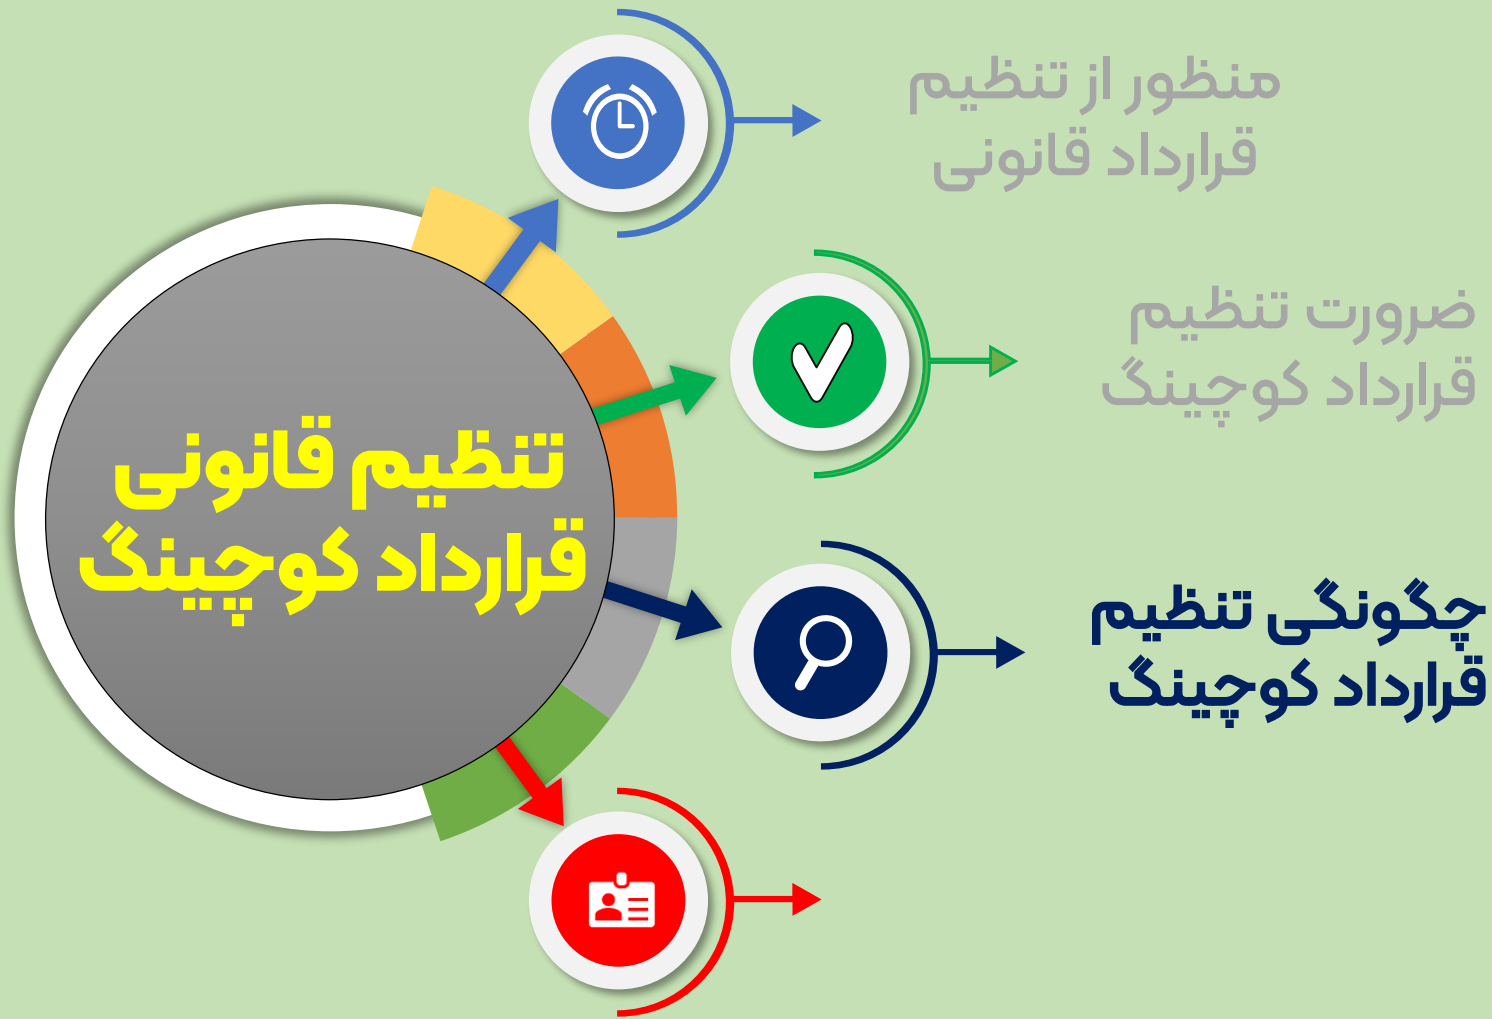 منظور از تنظیم
قرارداد قانونی
ضرورت تنظیم
قرارداد کوچینگ
تنظیم قانونی
قرارداد کوچینگ
چگونگی تنظیم
قرارداد کوچینگ